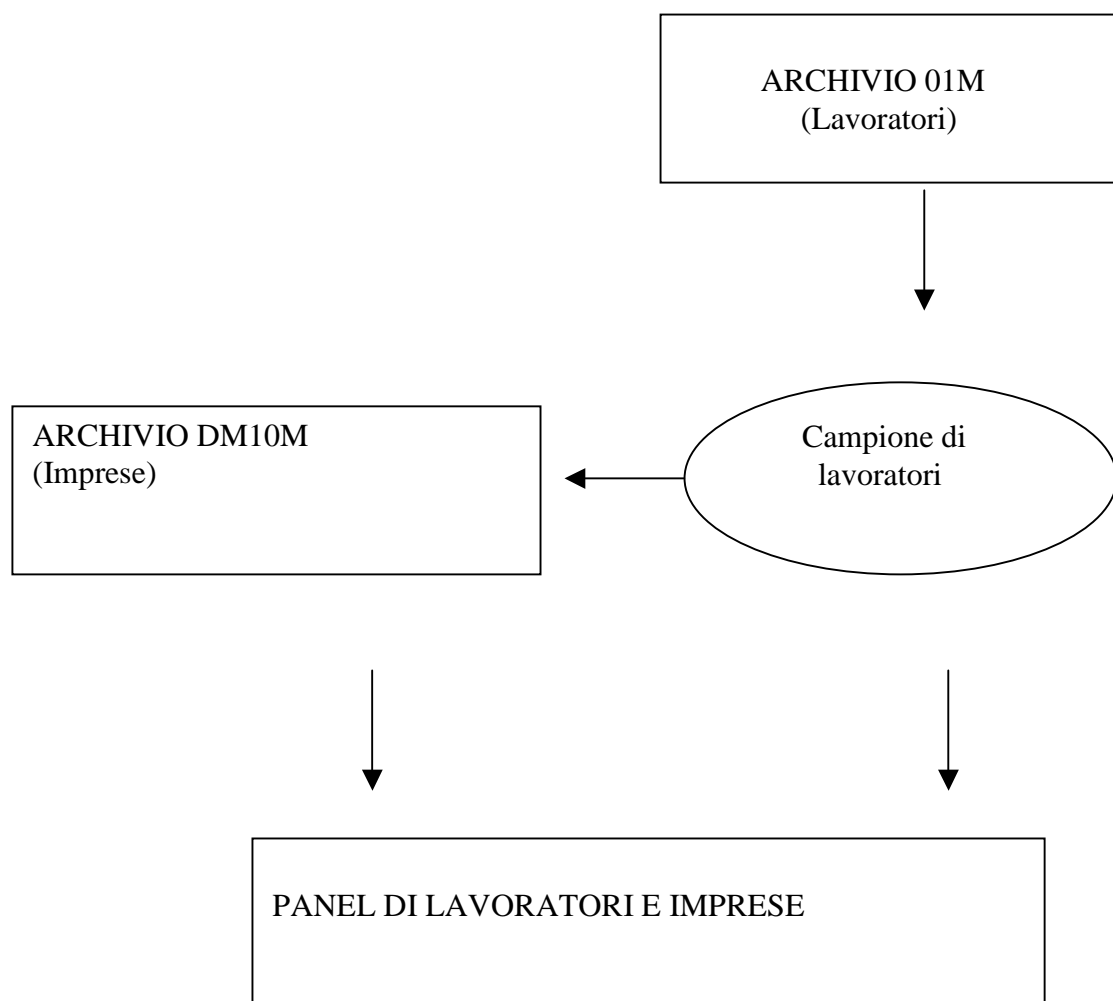 ARCHIVIO 01M
(Lavoratori)
ARCHIVIO DM10M
(Imprese)
Campione di
lavoratori
PANEL DI LAVORATORI E IMPRESE